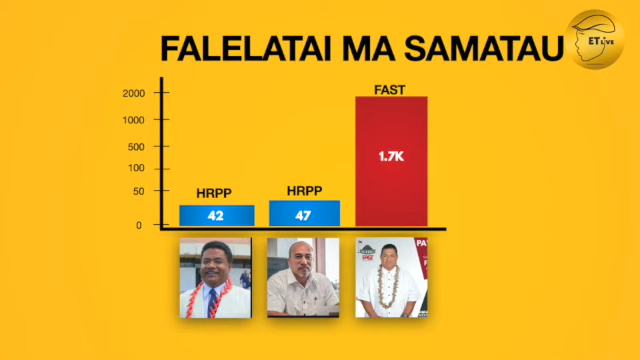 FALELATAI MA SAMATAU
ET LIVE
2000
1000
500
100
50
0
HRPP
42
HRPP
47
FAST
1.7K